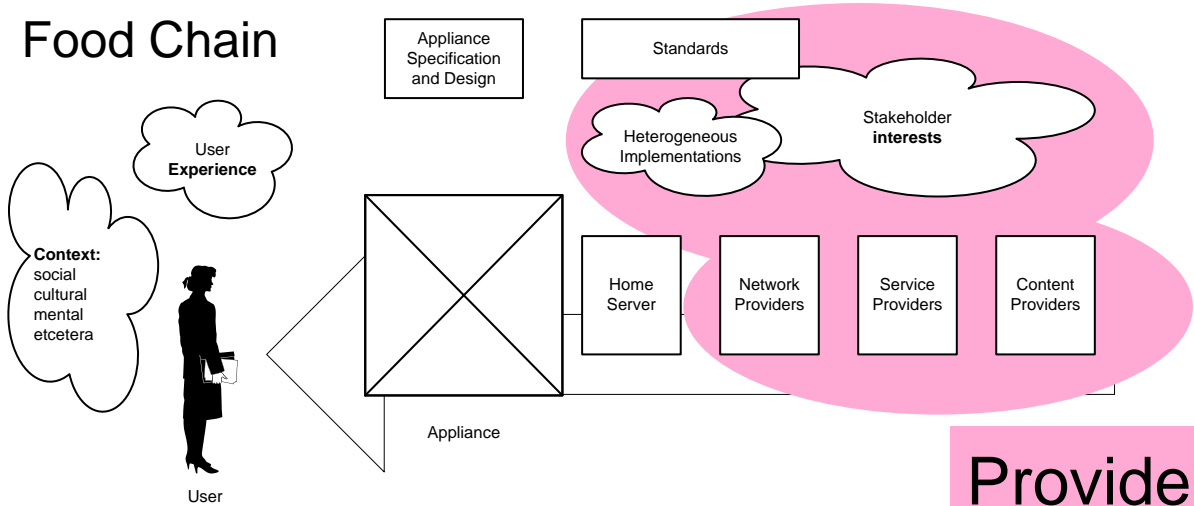 Food Chain
Appliance
Specification
and Design
Standards
Stakeholder
interests
Heterogeneous
Implementations
User
Experience
Context:
social
cultural
mental
etcetera
Home
Server
Network
Providers
Service
Providers
Content
Providers
Appliance
User
Provide